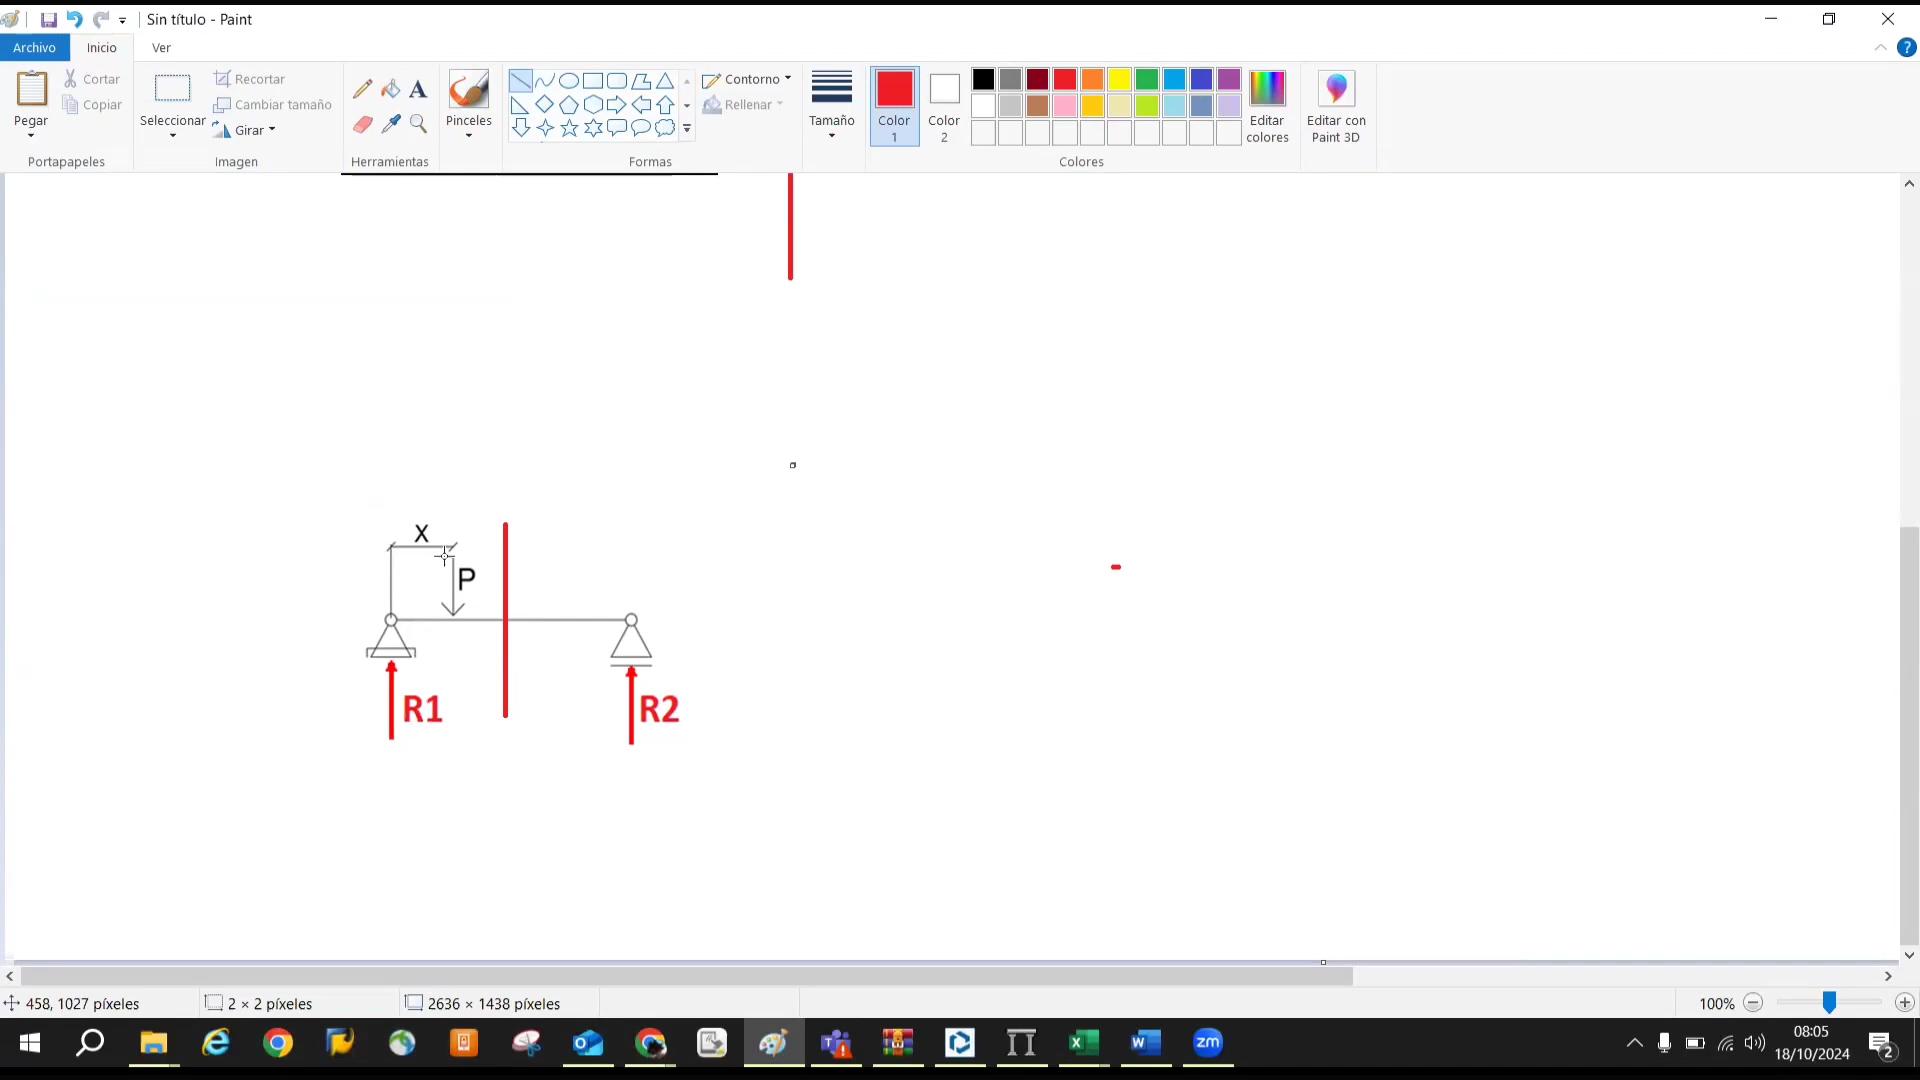 Sin título - Paint
Archivo Inicio Ver
Pegar
Cortar
Copiar
Portapapeles
Seleccionar
Recortar
Cambiar tamaño
Girar
Imagen
A
Herramientas
Pinceles
Formas
Contorno
Rellenar
Tamaño
Color
1
Color
2
Editar
colores
Editar con
Paint 3D
Colores
X
P
R1
R2
458, 1027 píxeles
2 × 2 píxeles
2636 × 1438 píxeles
100%
zm
08:05
18/10/2024
2